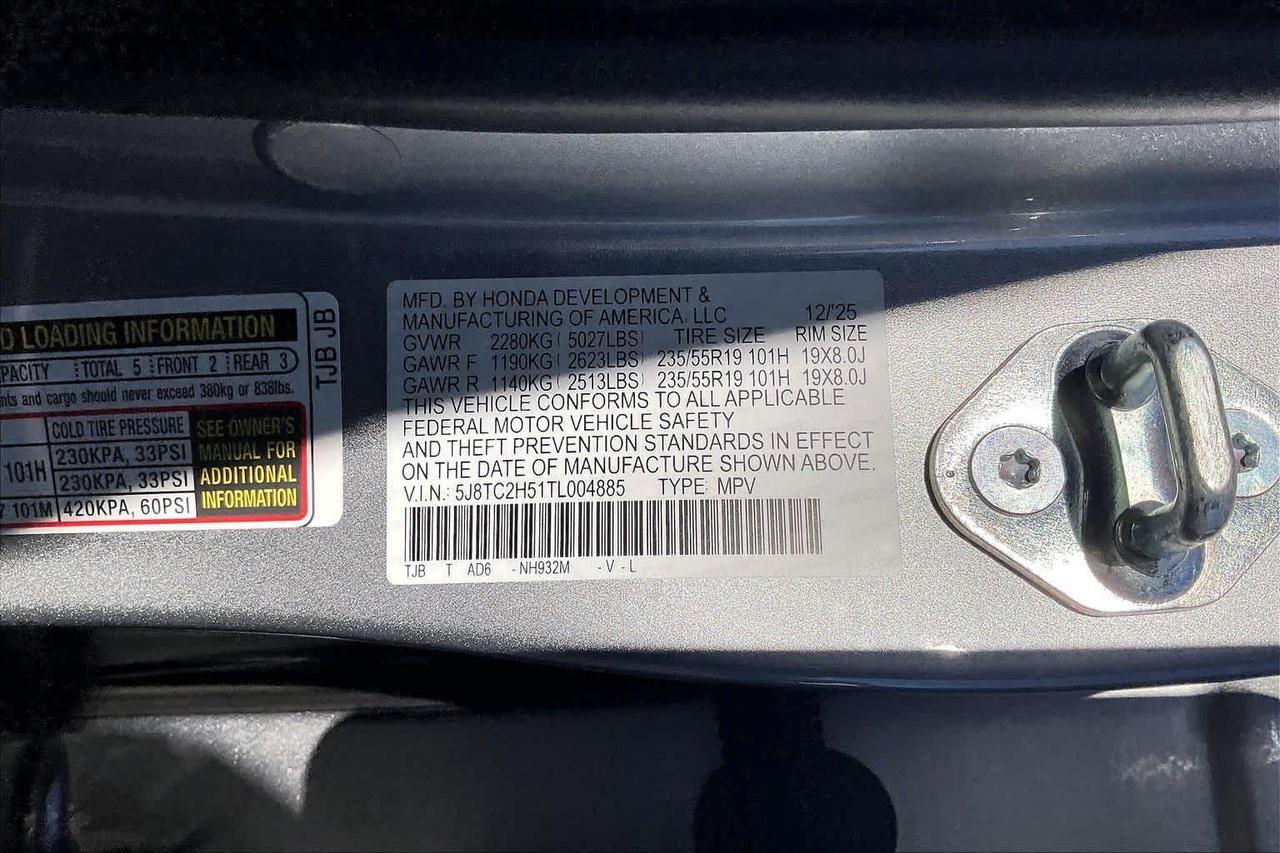 D LOADING INFORMATION
PACITY TOTAL 5 FRONT 2 REAR 3
nts and cargo should never exceed 380kg or 838lbs.
COLD TIRE PRESSURE
101H 230KPA, 33PSI
230KPA, 33PSI
7 101M 420KPA, 60PSI
SEE OWNER'S
MANUAL FOR
ADDITIONAL
INFORMATION
TJB JB
MFD. BY HONDA DEVELOPMENT &
MANUFACTURING OF AMERICA, LLC 12/'25
GVWR 2280KG( 5027LBS) TIRE SIZE RIM SIZE
GAWR F 1190KG( 2623LBS) 235/55R19 101H 19X8.0J
GAWR R 1140KG( 2513LBS) 235/55R19 101H 19X8.0J
THIS VEHICLE CONFORMS TO ALL APPLICABLE
FEDERAL MOTOR VEHICLE SAFETY
AND THEFT PREVENTION STANDARDS IN EFFECT
ON THE DATE OF MANUFACTURE SHOWN ABOVE.
V.I.N.: 5J8TC2H51TL004885 TYPE: MPV
TJB T AD6 -NH932M -V-L